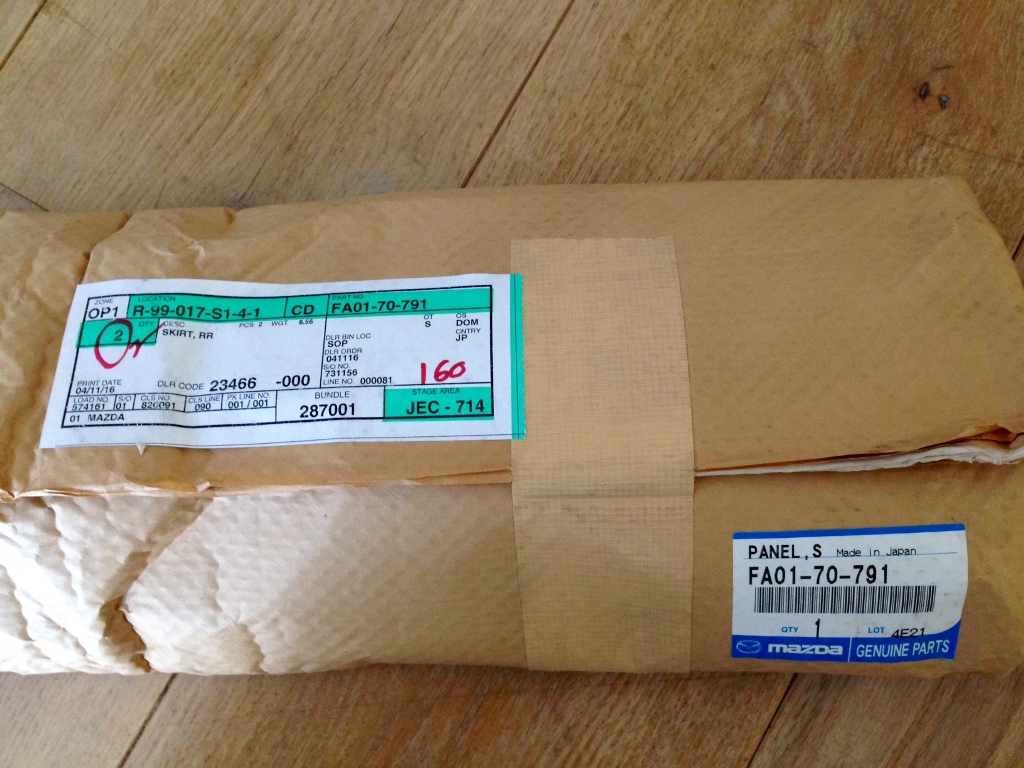 ZONE LOCATION PART NO.
OP1 R-99-017-S1-4-1 CD FA01-70-791
QTY DESC PCS 2 WGT 6.56 OT OS
2 SKIRT, RR S DOM
CNTRY
JP
DLR BIN LOC
SOP
DLR ORDR
041116
S/O NO.
731156
LINE NO. 000081
160
PRINT DATE
04/11/16
DLR CODE 23466 -000
LOAD NO. S/O CLS NO. CLS LINE PK LINE NO. BUNDLE STAGE AREA
574161 01 826091 090 001 / 001 287001 JEC - 714
01 MAZDA
PANEL,S Made in Japan
FA01-70-791
QTY 1 LOT 4E21
mazda GENUINE PARTS